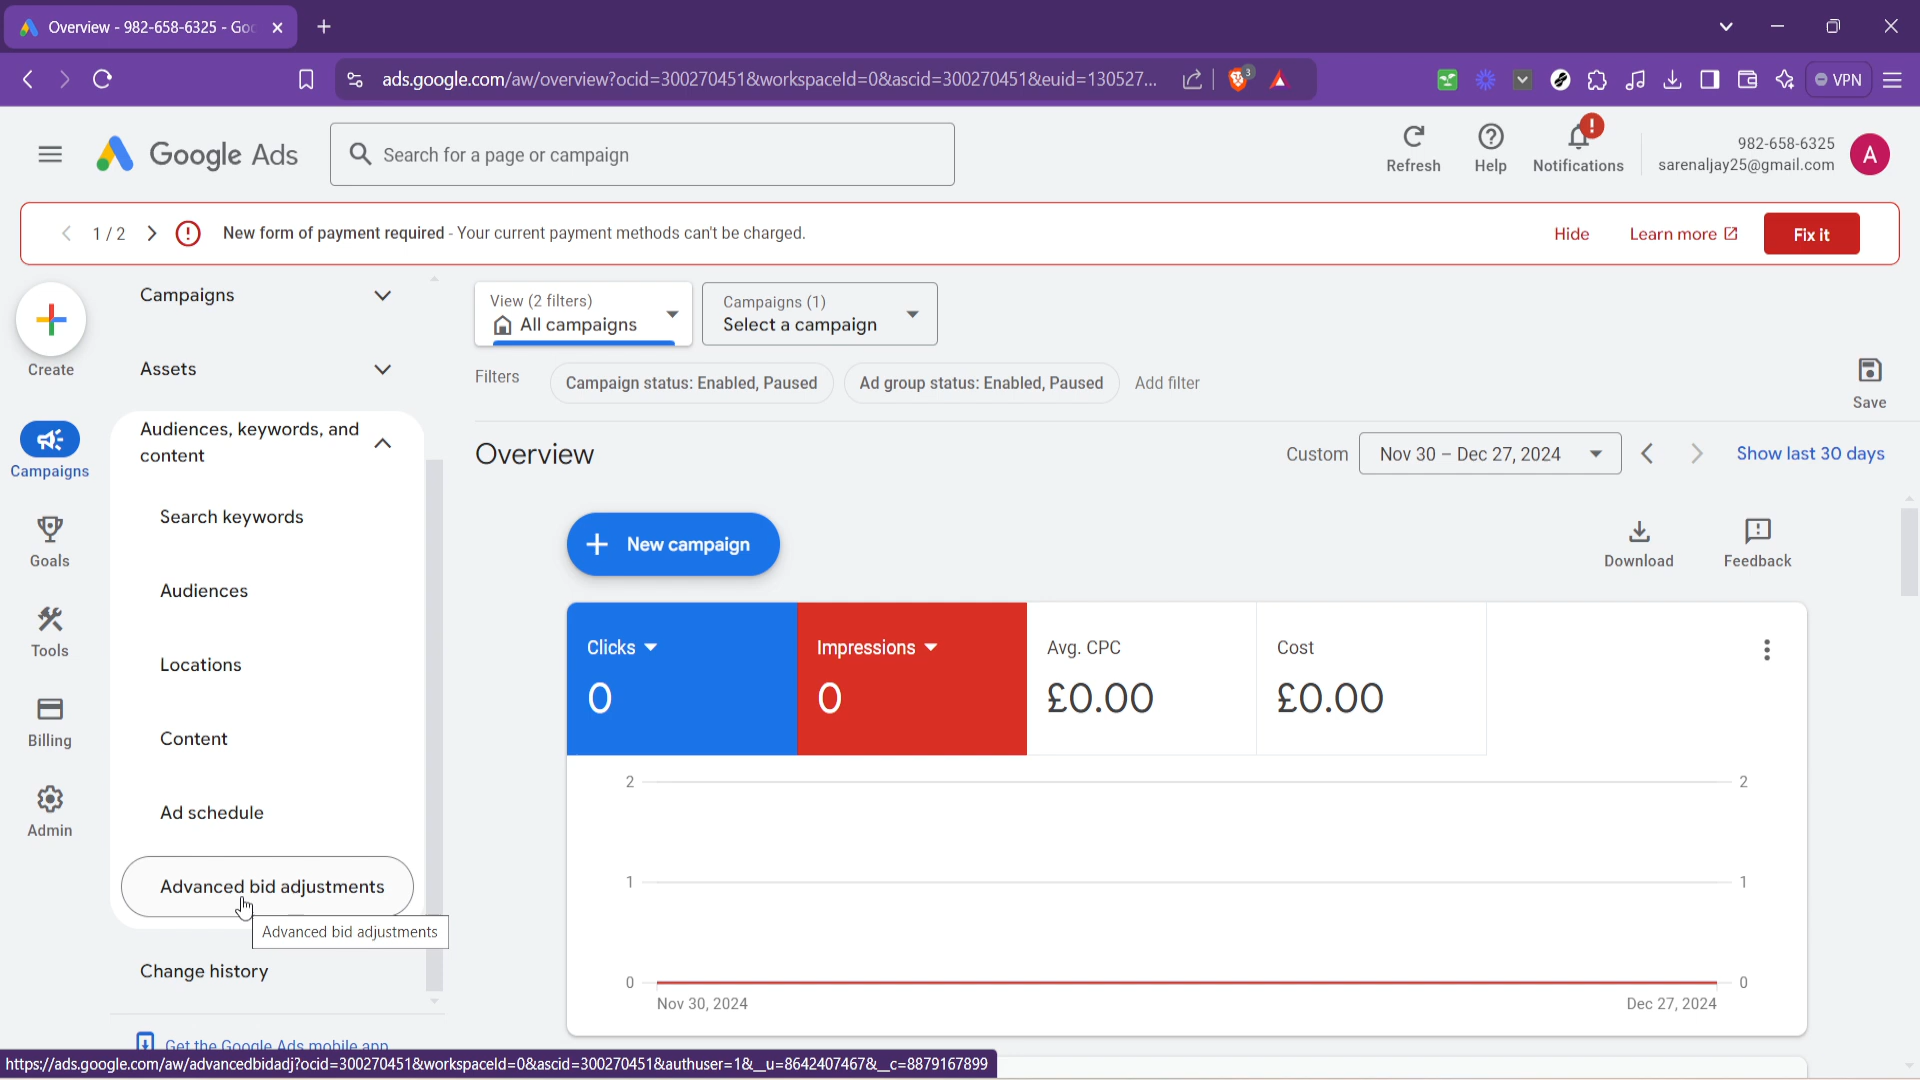 Overview - 982-658-6325 - Goo
ads.google.com/aw/overview?ocid=300270451&workspaceId=0&ascid=300270451&euid=130527...
3
VPN
Google Ads
Search for a page or campaign
Refresh
Help
Notifications
982-658-6325
sarenaljay25@gmail.com
A
1 / 2
New form of payment required - Your current payment methods can't be charged.
Hide
Learn more
Fix it
Create
Campaigns
Goals
Tools
Billing
Admin
Campaigns
Assets
Audiences, keywords, and
content
Search keywords
Audiences
Locations
Content
Ad schedule
Advanced bid adjustments
Advanced bid adjustments
Change history
Get the Google Ads mobile app
View (2 filters)
All campaigns
Campaigns (1)
Select a campaign
Filters
Campaign status: Enabled, Paused
Ad group status: Enabled, Paused
Add filter
Save
Overview
Custom
Nov 30 – Dec 27, 2024
Show last 30 days
New campaign
Download
Feedback
Clicks
0
Impressions
0
Avg. CPC
£0.00
Cost
£0.00
2
2
1
1
0
0
Nov 30, 2024
Dec 27, 2024
https://ads.google.com/aw/advancedbidadj?ocid=300270451&workspaceId=0&ascid=300270451&authuser=1&__u=8642407467&__c=8879167899